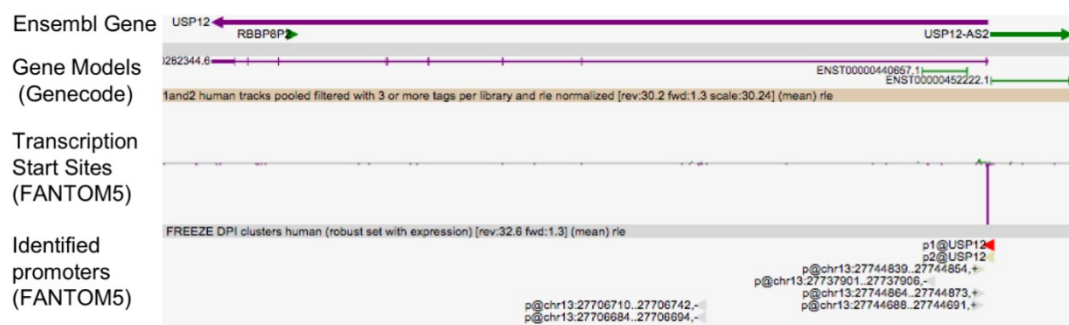 Ensembl Gene
USP12
RBBP8P2
USP12-AS2
Gene Models
(Genecode)
0282344.6
ENST00000440657.1
ENST00000452222.1
1and2 human tracks pooled filtered with 3 or more tags per library and rle normalized [rev:30.2 fwd:1.3 scale:30.24] (mean) rle
Transcription
Start Sites
(FANTOM5)
FREEZE DPI clusters human (robust set with expression) [rev:32.6 fwd:1.3] (mean) rle
Identified
promoters
(FANTOM5)
p1@USP12
p2@USP12
p@chr13:27744839..27744854,+
p@chr13:27737901..27737906,-
p@chr13:27706710..27706742,-
p@chr13:27744864..27744873,+
p@chr13:27706684..27706694,-
p@chr13:27744688..27744691,+